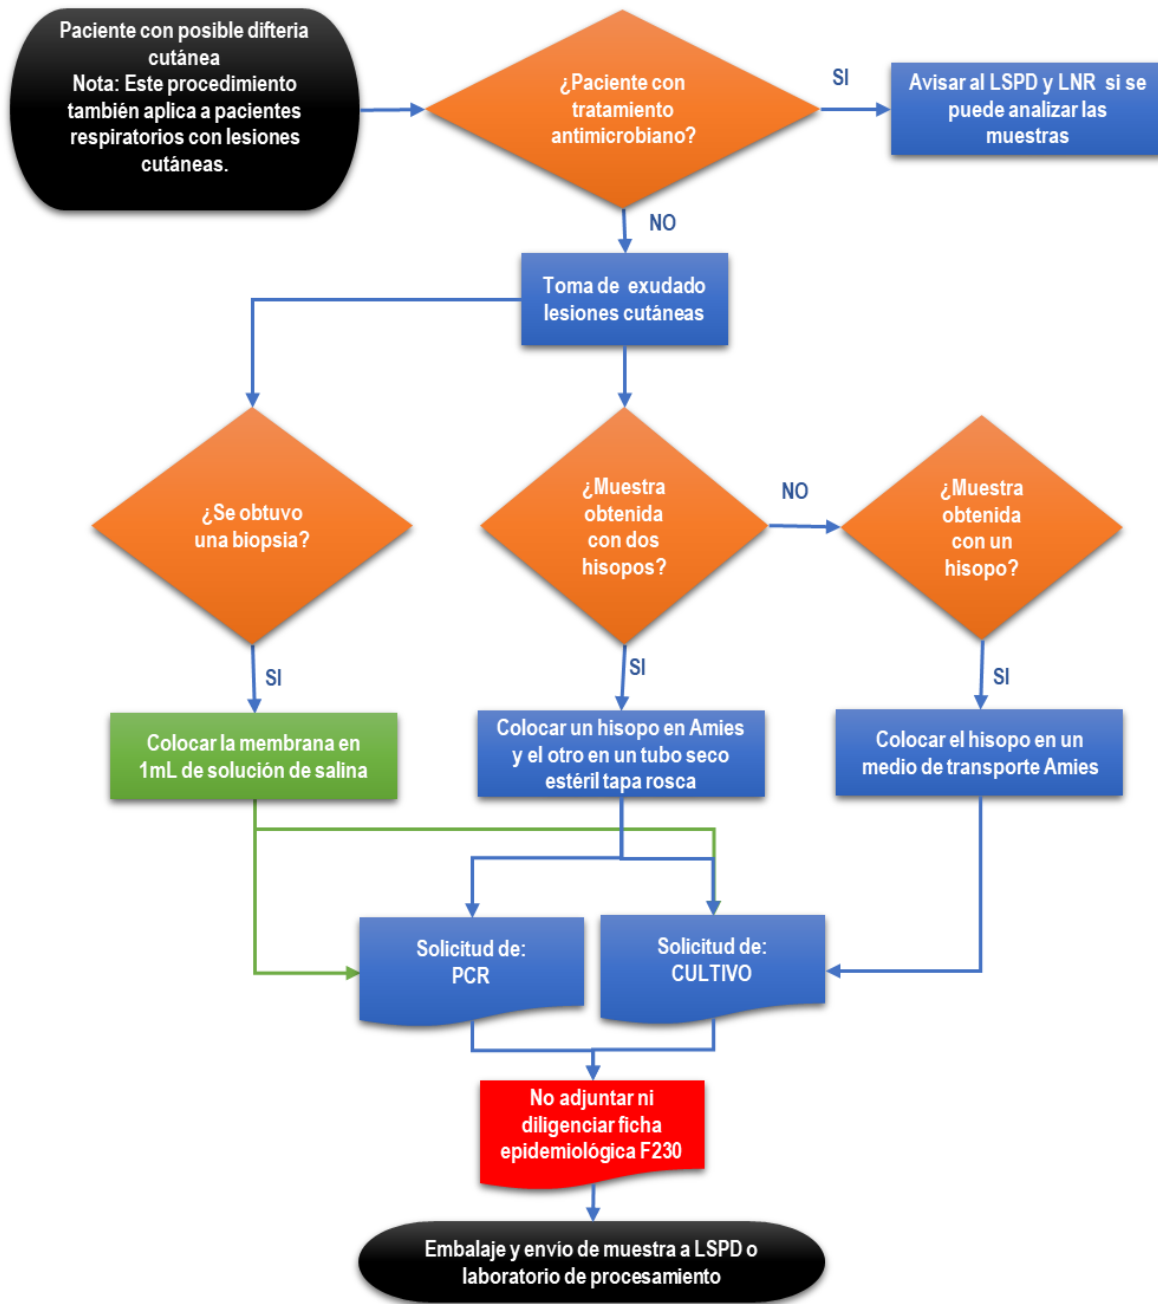 Paciente con posible difteria
cutánea
Nota: Este procedimiento
también aplica a pacientes
respiratorios con lesiones
cutáneas.
¿Paciente con
tratamiento
antimicrobiano?
SI
Avisar al LSPD y LNR si se
puede analizar las
muestras
NO
Toma de exudado
lesiones cutáneas
¿Se obtuvo
una biopsia?
¿Muestra
obtenida
con dos
hisopos?
NO
¿Muestra
obtenida
con un
hisopo?
SI
SI
SI
Colocar la membrana en
1mL de solución de salina
Colocar un hisopo en Amies
y el otro en un tubo seco
estéril tapa rosca
Colocar el hisopo en un
medio de transporte Amies
Solicitud de:
PCR
Solicitud de:
CULTIVO
No adjuntar ni
diligenciar ficha
epidemiológica F230
Embalaje y envío de muestra a LSPD o
laboratorio de procesamiento